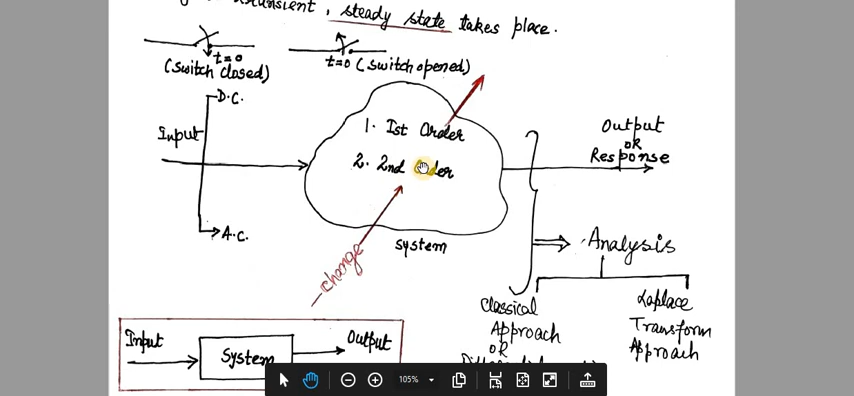 transient, steady state takes place.
t=0
(switch closed)
t=0 (switch opened)
D.C.
Input
A.C.
1. Ist Order
2. 2nd Order
System
change
Output
OR
Response
Analysis
Classical
Approach
OR
Laplace
Transform
Approach
Input
System
Output
105%